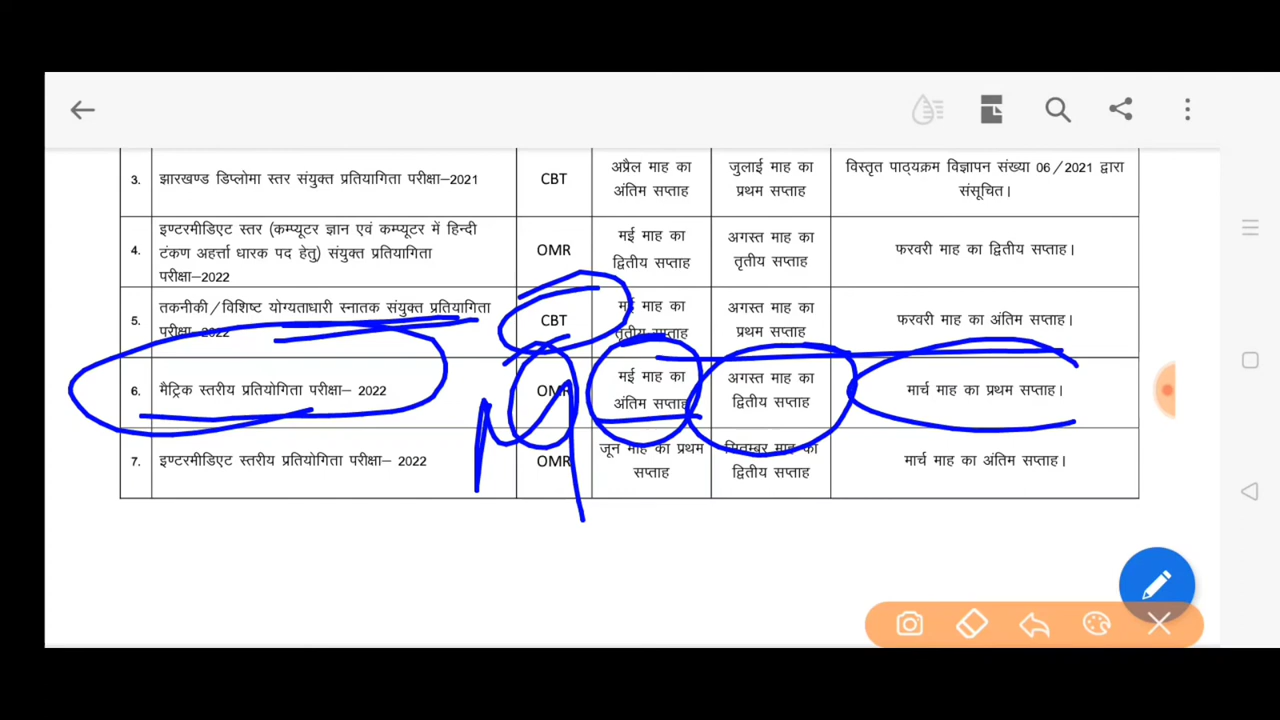 3.
झारखण्ड डिप्लोमा स्तर संयुक्त प्रतियागिता परीक्षा–2021
CBT
अप्रैल माह का
अंतिम सप्ताह
जुलाई माह का
प्रथम सप्ताह
विस्तृत पाठ्यक्रम विज्ञापन संख्या 06/2021 द्वारा
संसूचित।
4.
इण्टरमीडिएट स्तर (कम्प्यूटर ज्ञान एवं कम्प्यूटर में हिन्दी
टंकण अहर्त्ता धारक पद हेतु) संयुक्त प्रतियागिता
परीक्षा–2022
OMR
मई माह का
द्वितीय सप्ताह
अगस्त माह का
तृतीय सप्ताह
फरवरी माह का द्वितीय सप्ताह।
5.
तकनीकी/विशिष्ट योग्यताधारी स्नातक संयुक्त प्रतियागिता
परीक्षा–2022
CBT
मई माह का
तृतीय सप्ताह
अगस्त माह का
प्रथम सप्ताह
फरवरी माह का अंतिम सप्ताह।
6.
मैट्रिक स्तरीय प्रतियोगिता परीक्षा– 2022
OMR
मई माह का
अंतिम सप्ताह
अगस्त माह का
द्वितीय सप्ताह
मार्च माह का प्रथम सप्ताह।
7.
इण्टरमीडिएट स्तरीय प्रतियोगिता परीक्षा– 2022
OMR
जून माह का प्रथम
सप्ताह
सितम्बर माह का
द्वितीय सप्ताह
मार्च माह का अंतिम सप्ताह।